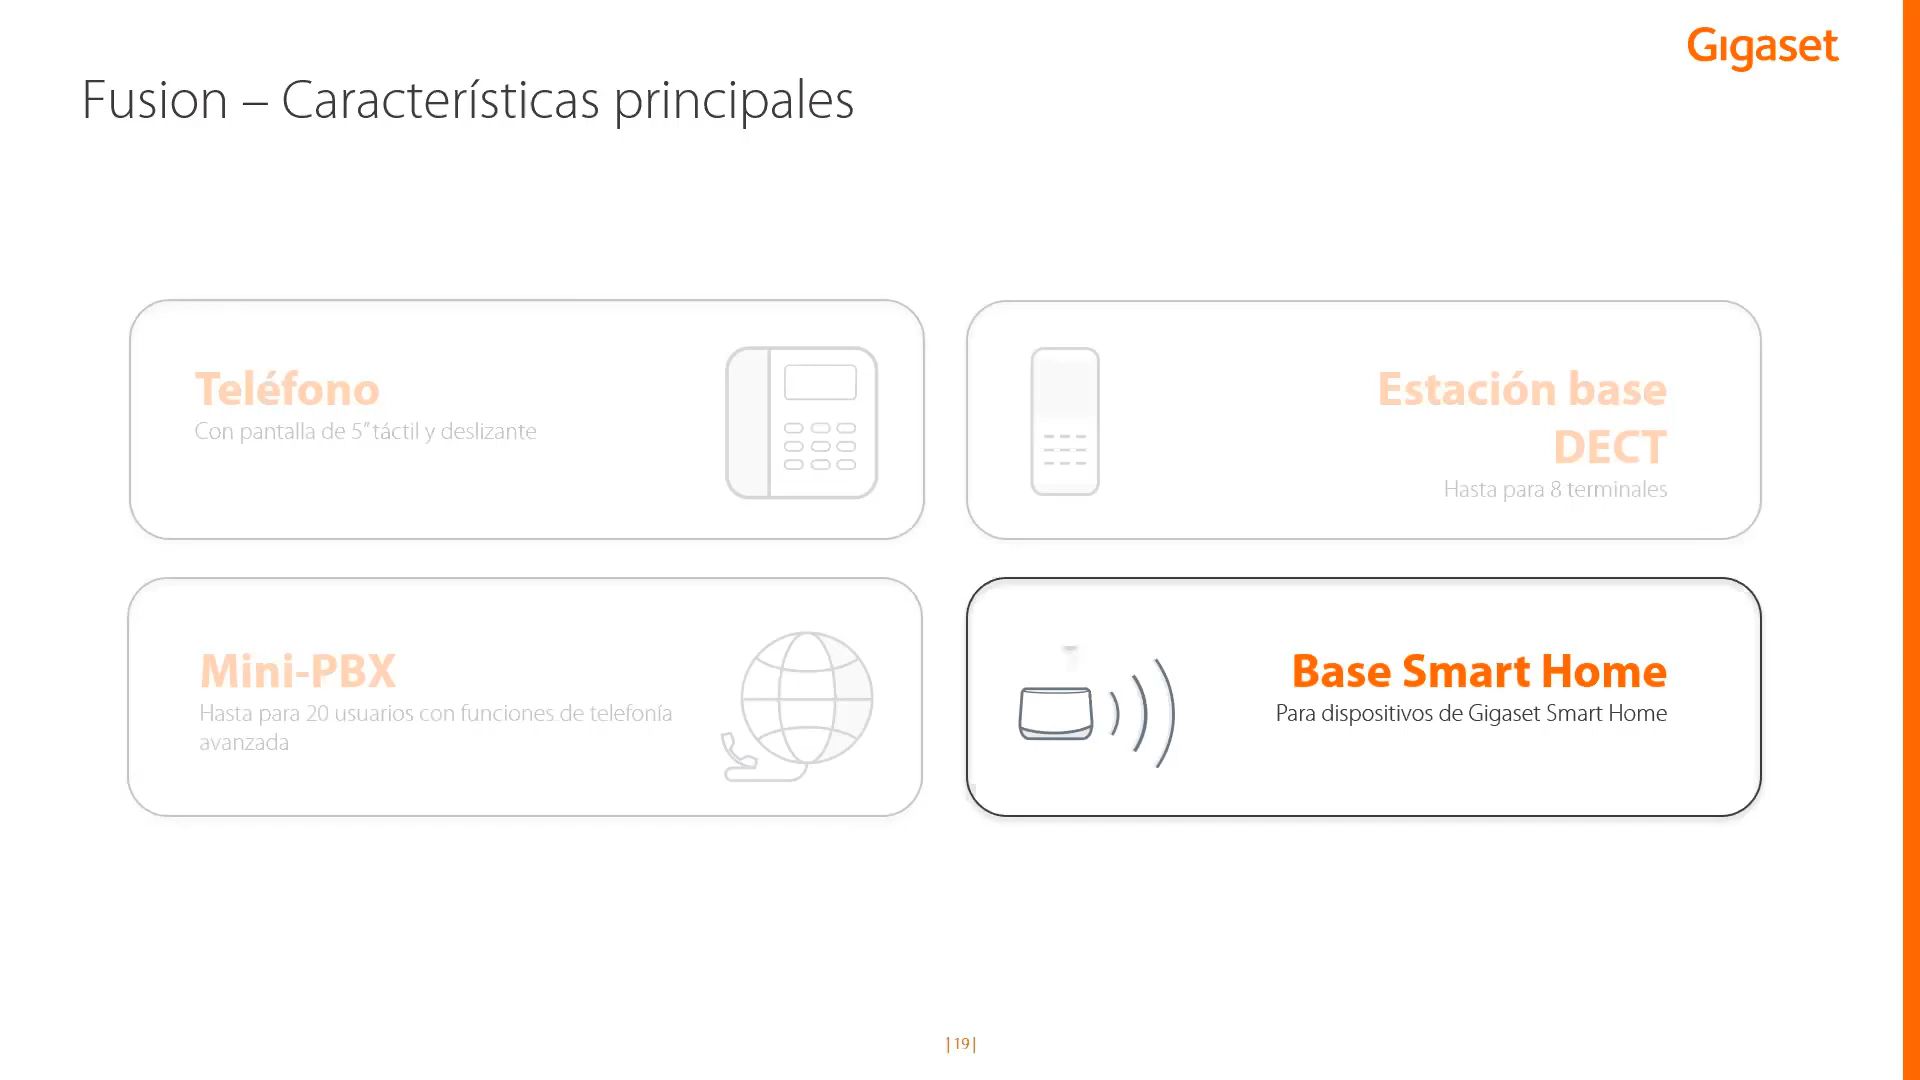 Gigaset
Fusion – Características principales
Teléfono
Con pantalla de 5” táctil y deslizante
Estación base
DECT
Hasta para 8 terminales
Mini-PBX
Hasta para 20 usuarios con funciones de telefonía
avanzada
Base Smart Home
Para dispositivos de Gigaset Smart Home
| 19 |